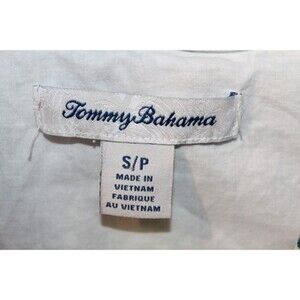 Tommy Bahama
S/P
MADE IN
VIETNAM
FABRIQUE
AU VIETNAM